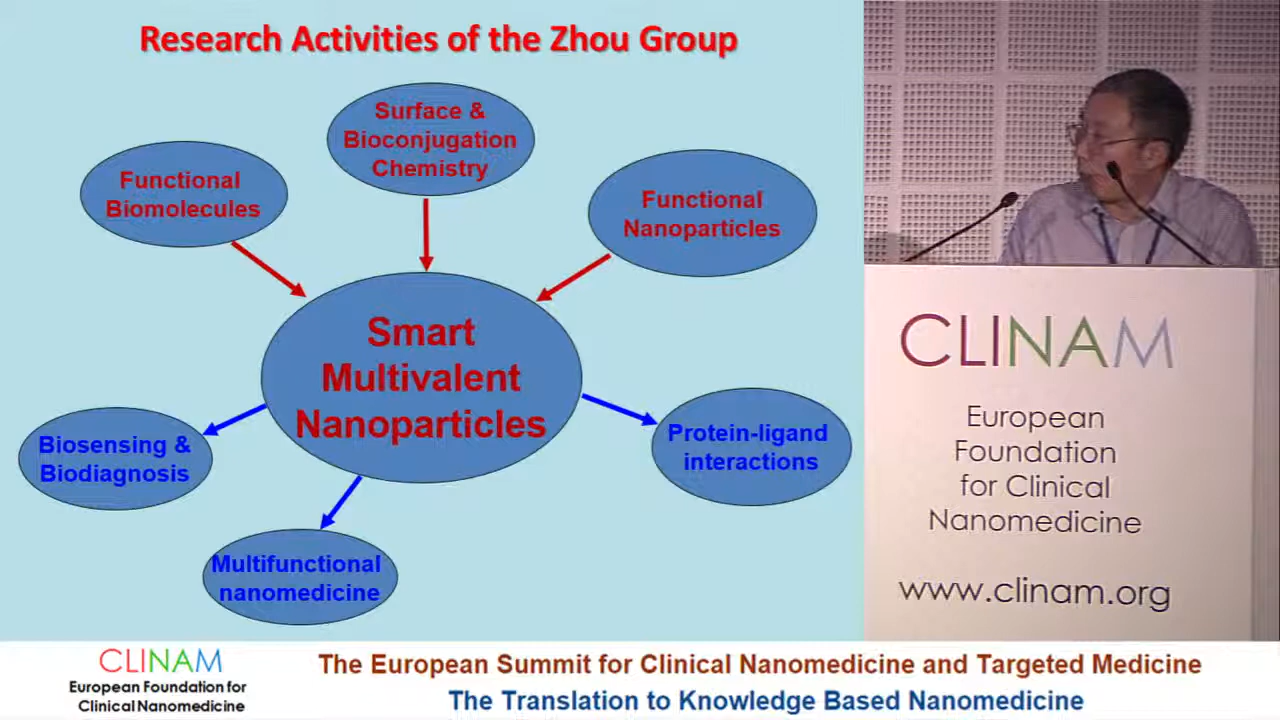 Research Activities of the Zhou Group
Surface &
Bioconjugation
Chemistry
Functional
Biomolecules
Functional
Nanoparticles
Smart
Multivalent
Nanoparticles
Biosensing &
Biodiagnosis
Protein-ligand
interactions
Multifunctional
nanomedicine
CLINAM
European
Foundation
for Clinical
Nanomedicine
www.clinam.org
CLINAM
European Foundation for
Clinical Nanomedicine
The European Summit for Clinical Nanomedicine and Targeted Medicine
The Translation to Knowledge Based Nanomedicine